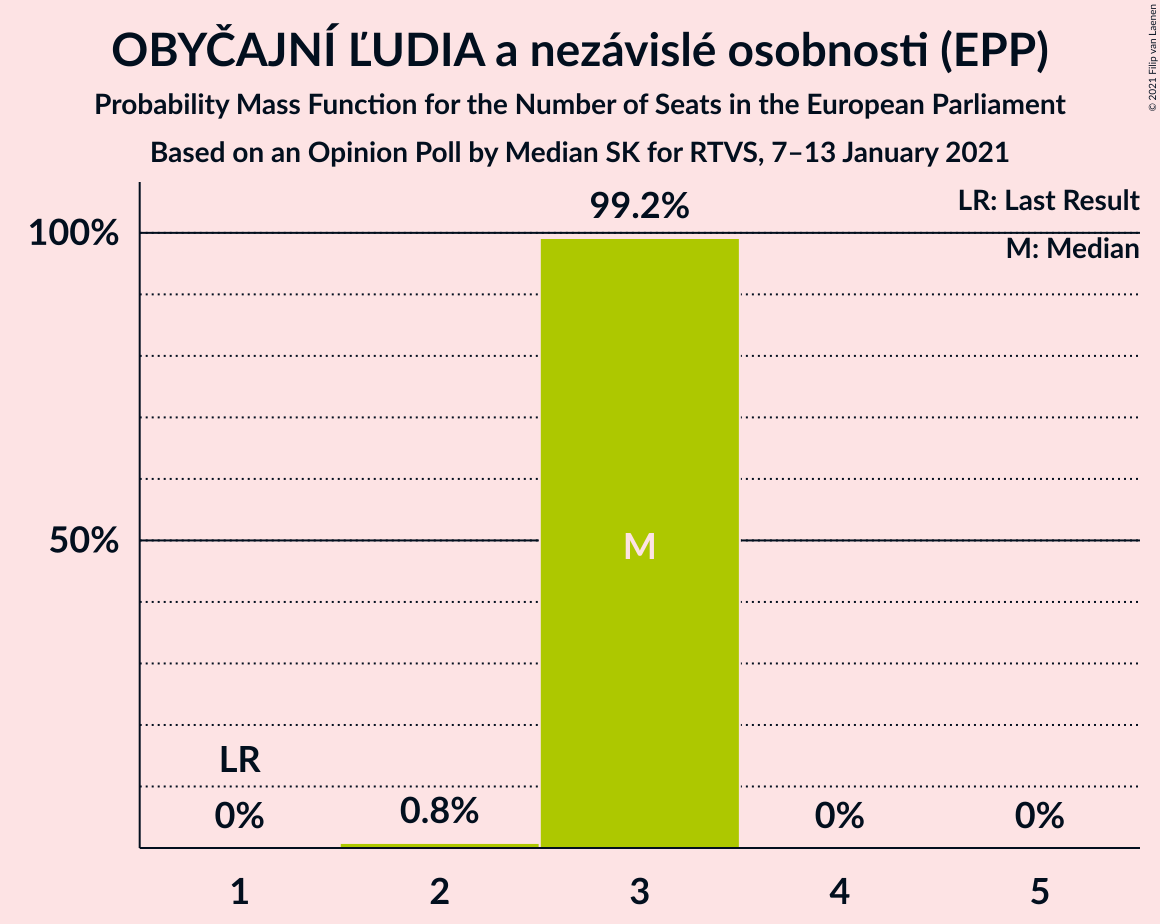 OBYČAJNÍ ĽUDIA a nezávislé osobnosti (EPP)
Probability Mass Function for the Number of Seats in the European Parliament
Based on an Opinion Poll by Median SK for RTVS, 7–13 January 2021
© 2021 Filip van Laenen
LR: Last Result
M: Median
99.2%
100%
50%
M
LR
0%
0.8%
0%
0%
1
2
3
4
5